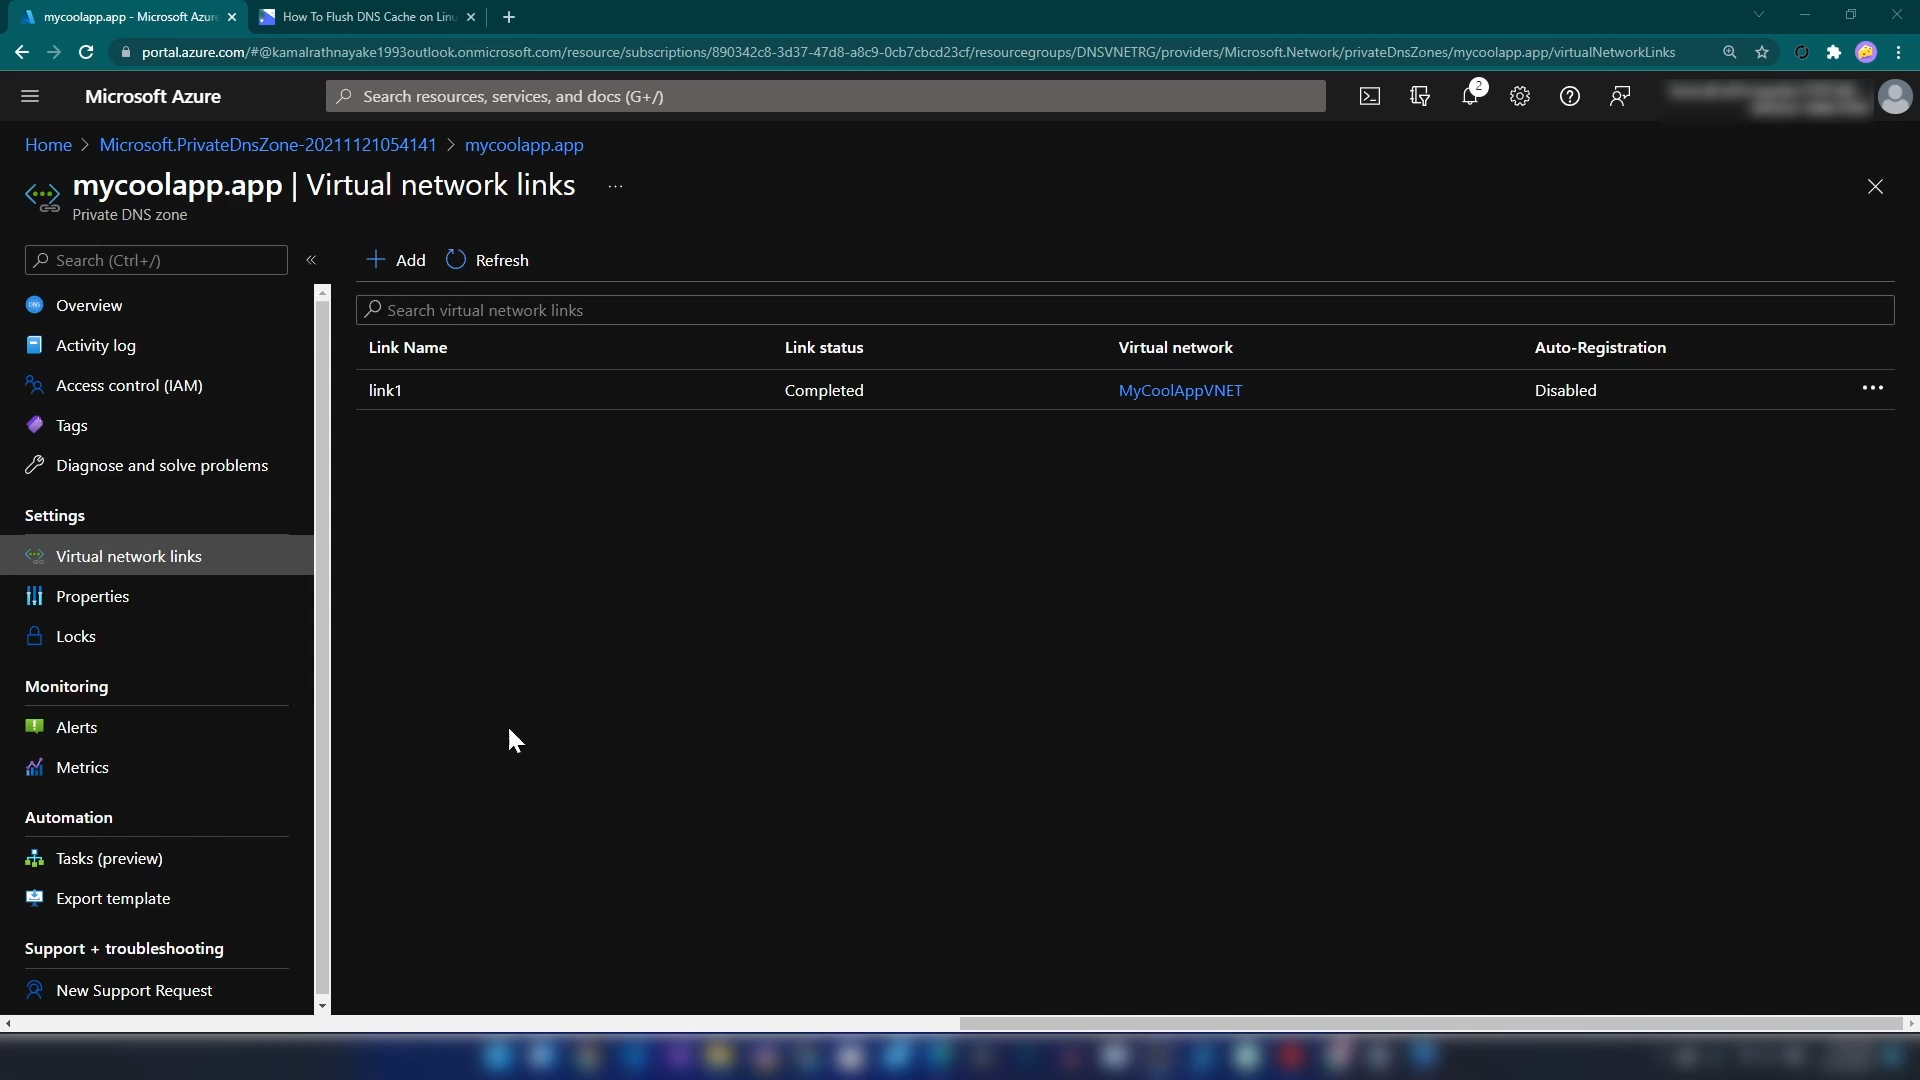 mycoolapp.app - Microsoft Azur
How To Flush DNS Cache on Linu
portal.azure.com/#@kamalrathnayake1993outlook.onmicrosoft.com/resource/subscriptions/890342c8-3d37-47d8-a8c9-0cb7cbcd23cf/resourcegroups/DNSVNETRG/providers/Microsoft.Network/privateDnsZones/mycoolapp.app/virtualNetworkLinks
Microsoft Azure
Search resources, services, and docs (G+/)
2
Home > Microsoft.PrivateDnsZone-20211121054141 > mycoolapp.app
mycoolapp.app | Virtual network links ...
Private DNS zone
Search (Ctrl+/)
«
Add
Refresh
Overview
Activity log
Access control (IAM)
Tags
Diagnose and solve problems
Settings
Virtual network links
Properties
Locks
Monitoring
Alerts
Metrics
Automation
Tasks (preview)
Export template
Support + troubleshooting
New Support Request
Search virtual network links
Link Name Link status Virtual network Auto-Registration
link1 Completed MyCoolAppVNET Disabled